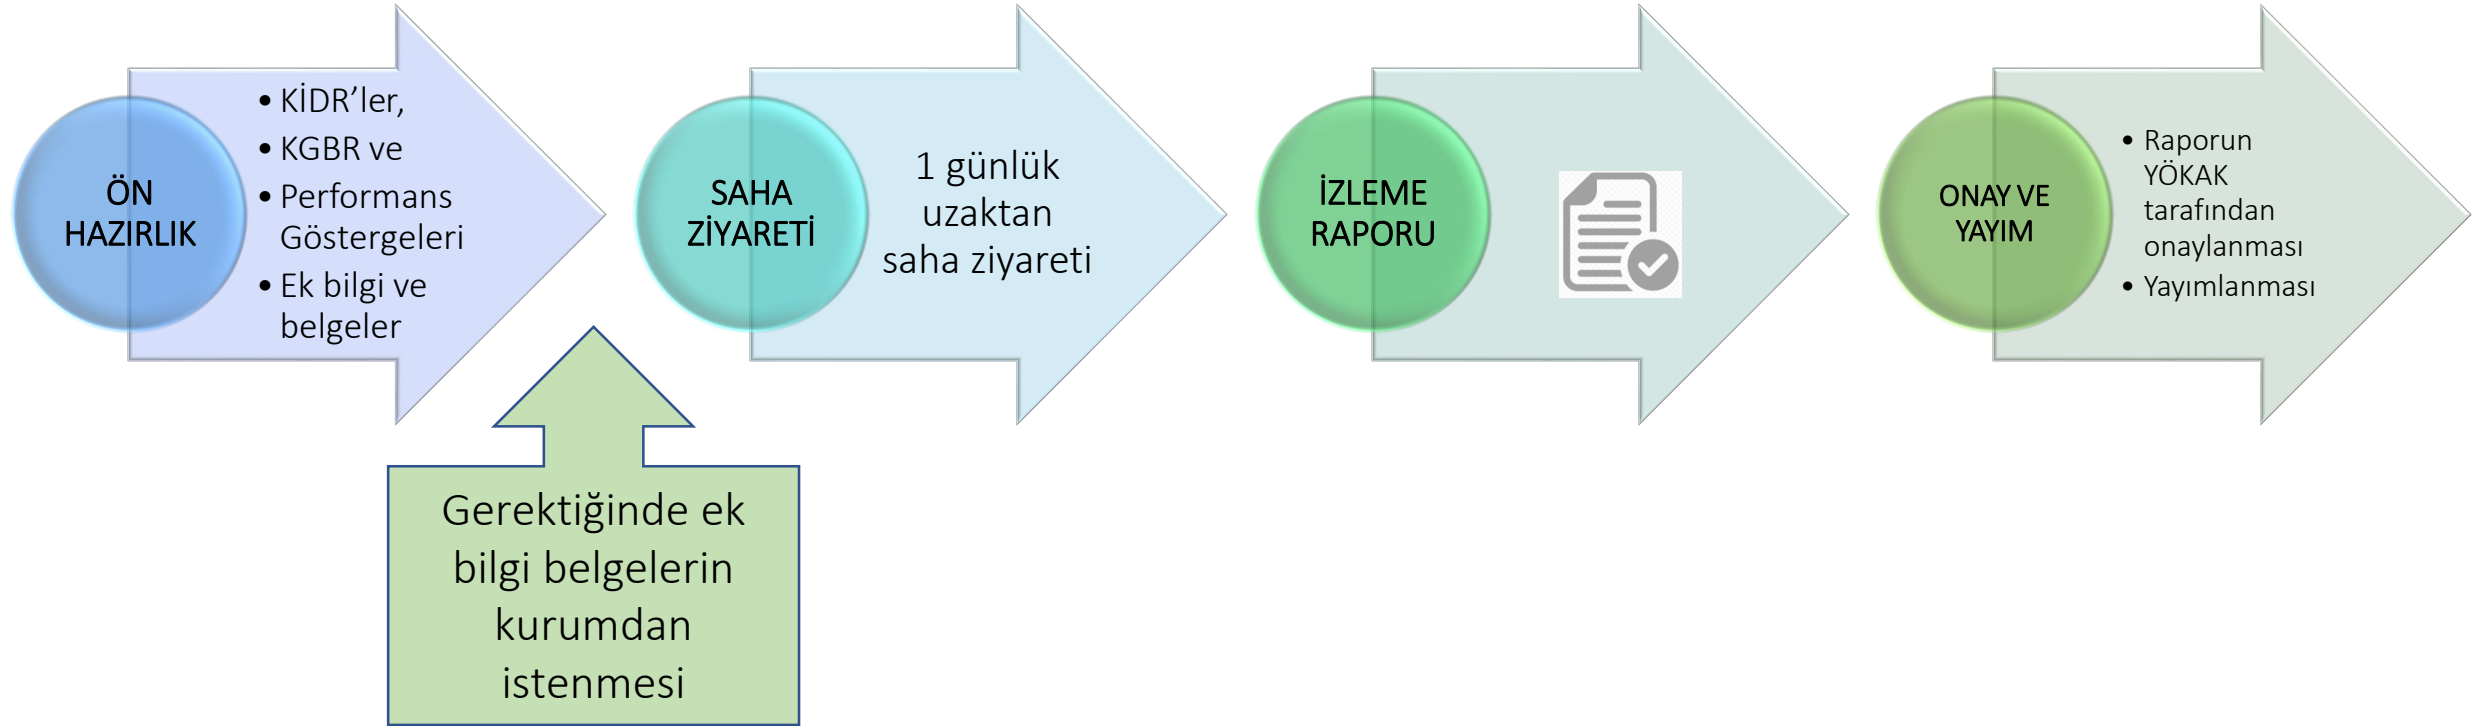 ÖN
HAZIRLIK
• KİDR’ler,
• KGBR ve
• Performans
Göstergeleri
• Ek bilgi ve
belgeler
Gerektiğinde ek
bilgi belgelerin
kurumdan
istenmesi
SAHA
ZİYARETİ
1 günlük
uzaktan
saha ziyareti
İZLEME
RAPORU
ONAY VE
YAYIM
• Raporun
YÖKAK
tarafından
onaylanması
• Yayımlanması